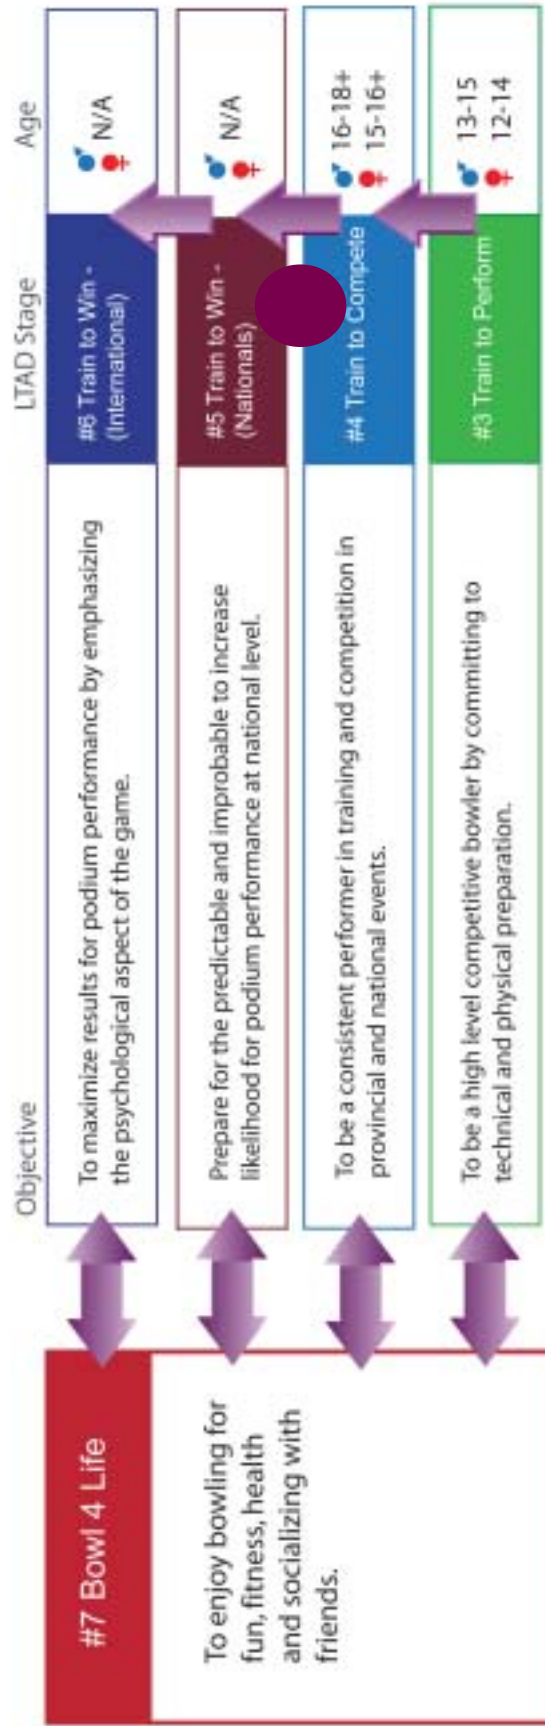 Objective
LTAD Stage
Age
#7 Bowl 4 Life
To enjoy bowling for
fun, fitness, health
and socializing with
friends.
To maximize results for podium performance by emphasizing
the psychological aspect of the game.
#6 Train to Win -
(International)
N/A
Prepare for the predictable and improbable to increase
likelihood for podium performance at national level.
#5 Train to Win -
(Nationals)
N/A
To be a consistent performer in training and competition in
provincial and national events.
#4 Train to Compete
16-18+
15-16+
To be a high level competitive bowler by committing to
technical and physical preparation.
#3 Train to Perform
13-15
12-14